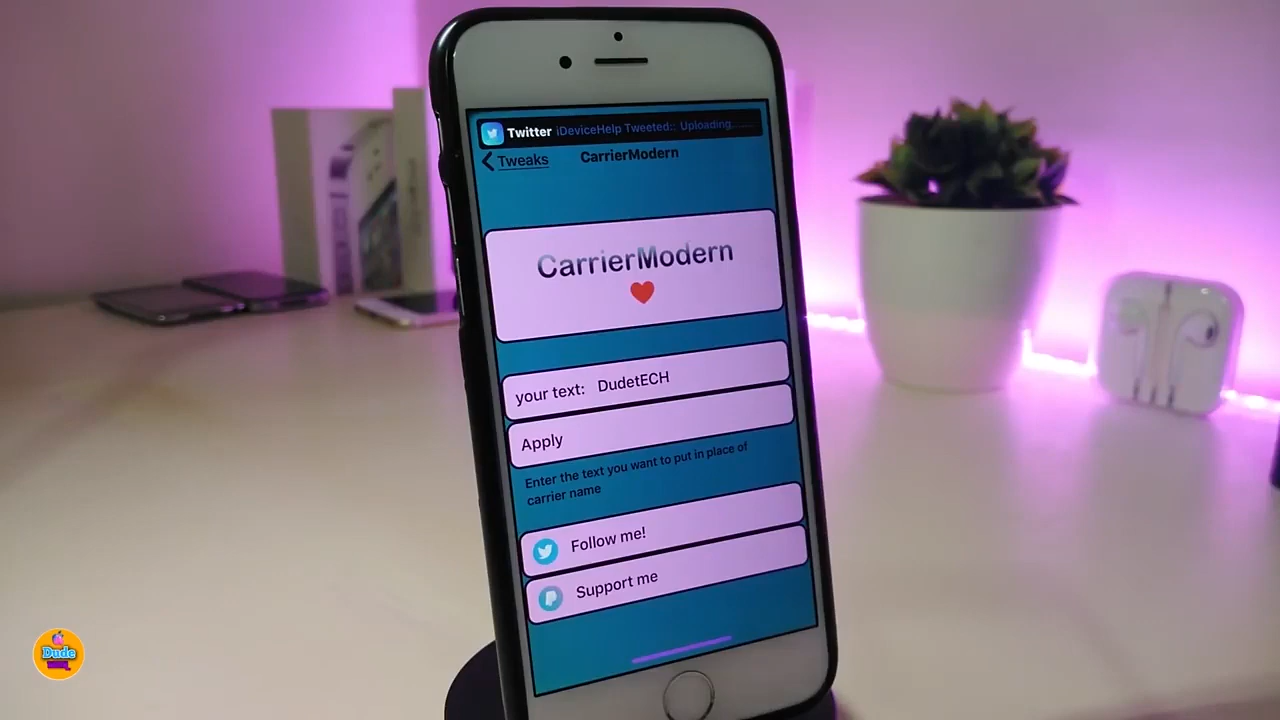 Twitter iDeviceHelp Tweeted:: Uploading......
Tweaks CarrierModern
CarrierModern
your text: DudetECH
Apply
Enter the text you want to put in place of
carrier name
Follow me!
Support me
Dude